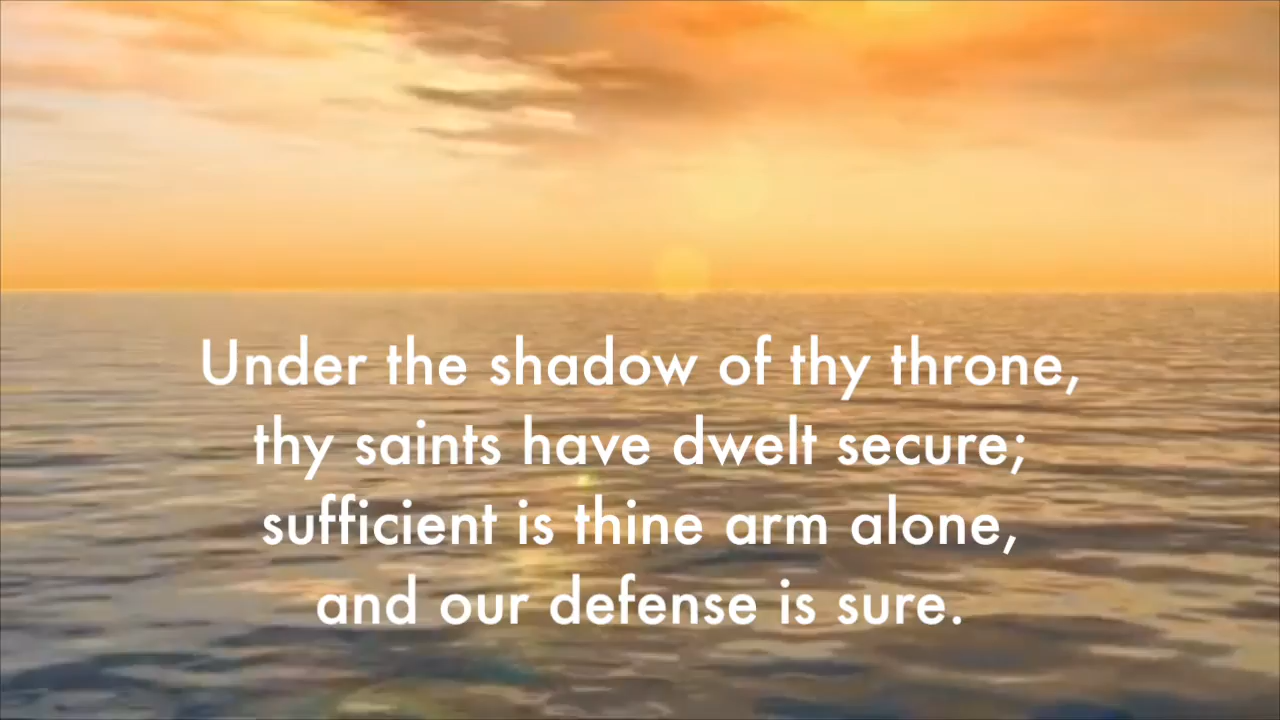 Under the shadow of thy throne,
thy saints have dwelt secure;
sufficient is thine arm alone,
and our defense is sure.